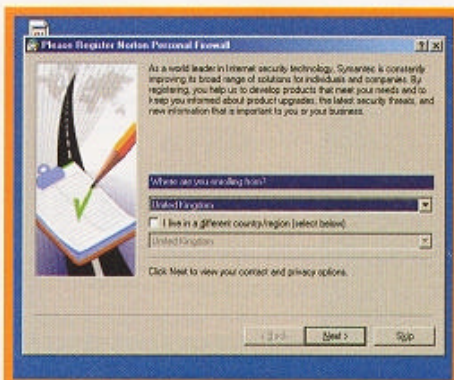 Please Register Norton Personal Firewall
As a world leader in Internet security technology, Symantec is constantly
improving its broad range of solutions for individuals and companies. By
registering, you help us to develop products that meet your needs and to
keep you informed about product upgrades, the latest security threats, and
new information that is important to you or your business.
Where are you enrolling from?
United Kingdom
I live in a different country/region (select below)
United Kingdom
Click Next to view your contact and privacy options.
< Back
Next >
Skip